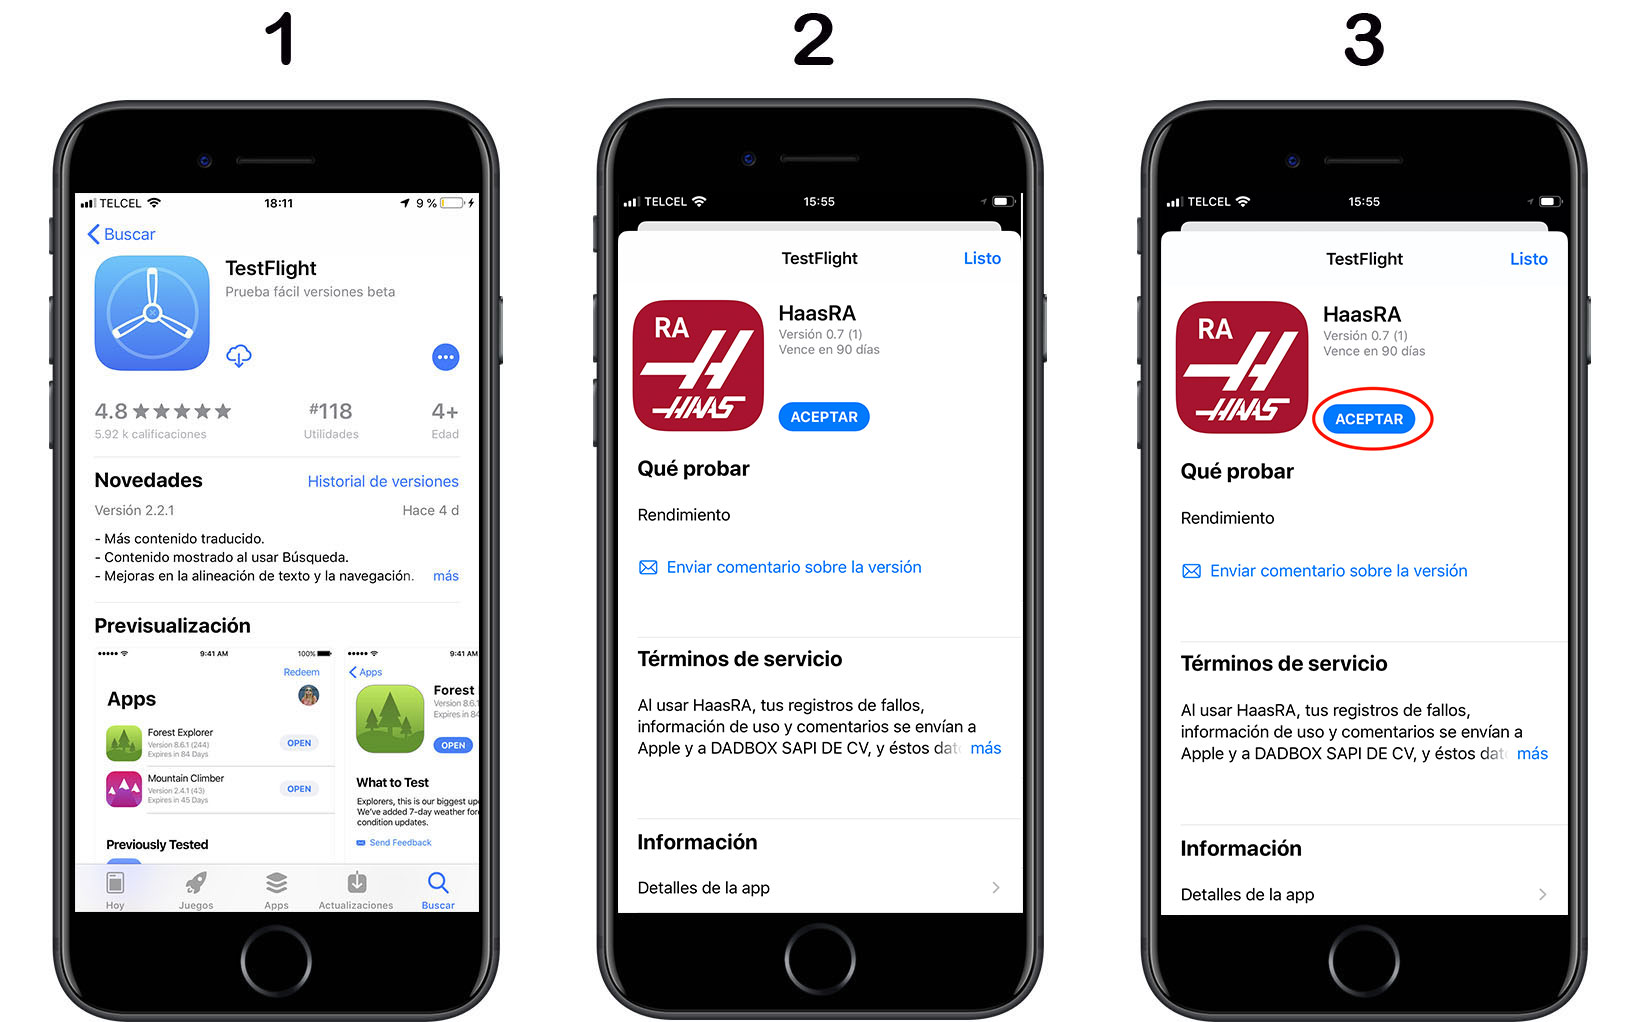 1
2
3
TELCEL
18:11
9 %
Buscar
TestFlight
Prueba fácil versiones beta
4.8
#118
4+
5.92 k calificaciones
Utilidades
Edad
Novedades
Historial de versiones
Versión 2.2.1
Hace 4 d
- Más contenido traducido.
- Contenido mostrado al usar Búsqueda.
- Mejoras en la alineación de texto y la navegación. más
Previsualización
9:41 AM
100%
Redeem
Apps
Forest Explorer
Version 8.6.1 (244)
Expires in 84 Days
OPEN
Mountain Climber
Version 2.4.1 (43)
Expires in 45 Days
OPEN
Previously Tested
9:41 AM
Apps
Forest
Version 8.6.1
Expires in 84
OPEN
What to Test
Explorers, this is our biggest up
We've added 7-day weather for
condition updates.
Send Feedback
Hoy
Juegos
Apps
Actualizaciones
Buscar
TELCEL
15:55
TestFlight
Listo
RA
HAAS
HaasRA
Versión 0.7 (1)
Vence en 90 días
ACEPTAR
Qué probar
Rendimiento
Enviar comentario sobre la versión
Términos de servicio
Al usar HaasRA, tus registros de fallos,
información de uso y comentarios se envían a
Apple y a DADBOX SAPI DE CV, y éstos dat más
Información
Detalles de la app
TELCEL
15:55
TestFlight
Listo
RA
HAAS
HaasRA
Versión 0.7 (1)
Vence en 90 días
ACEPTAR
Qué probar
Rendimiento
Enviar comentario sobre la versión
Términos de servicio
Al usar HaasRA, tus registros de fallos,
información de uso y comentarios se envían a
Apple y a DADBOX SAPI DE CV, y éstos dat más
Información
Detalles de la app